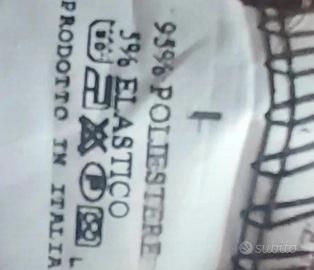 95% POLIESTERE
5% ELASTICO
PRODOTTO IN ITALIA
L
subito